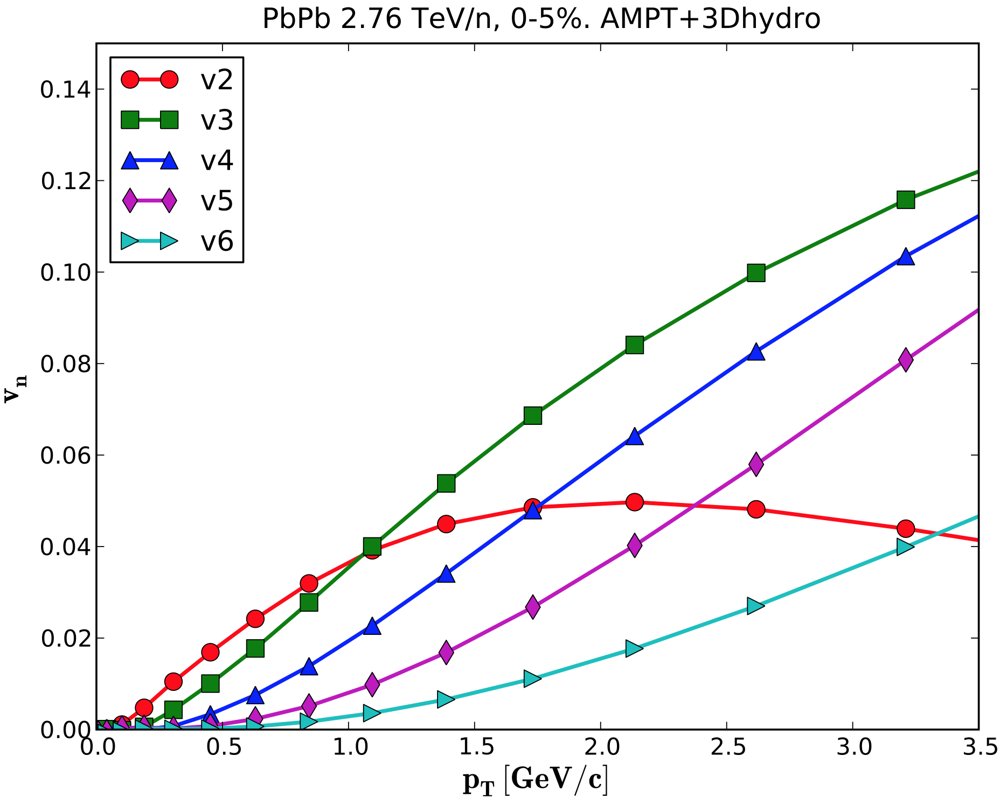 PbPb 2.76 TeV/n, 0-5%. AMPT+3Dhydro
v2
v3
v4
v5
v6
0.14
0.12
0.10
0.08
0.06
0.04
0.02
0.00
vn
0.0 0.5 1.0 1.5 2.0 2.5 3.0 3.5
pT [GeV/c]